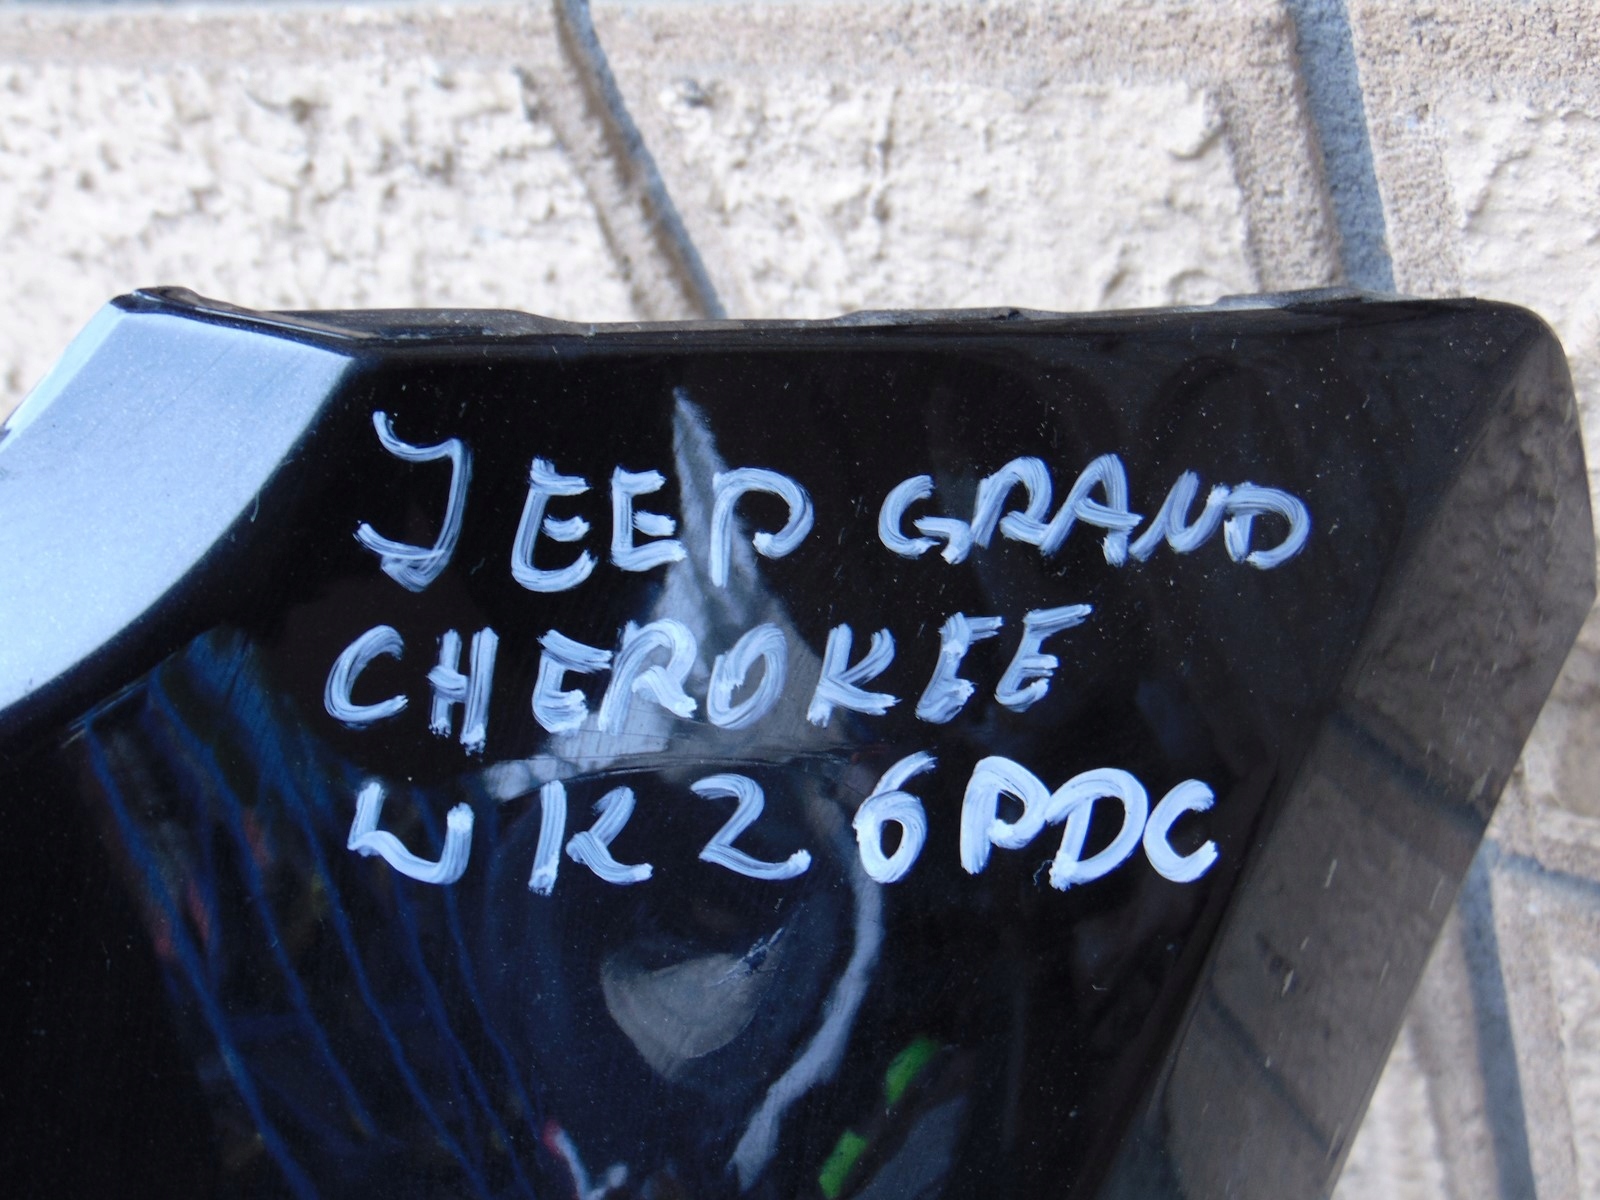 JEEP GRAND
CHEROKEE
WK2 6PDC